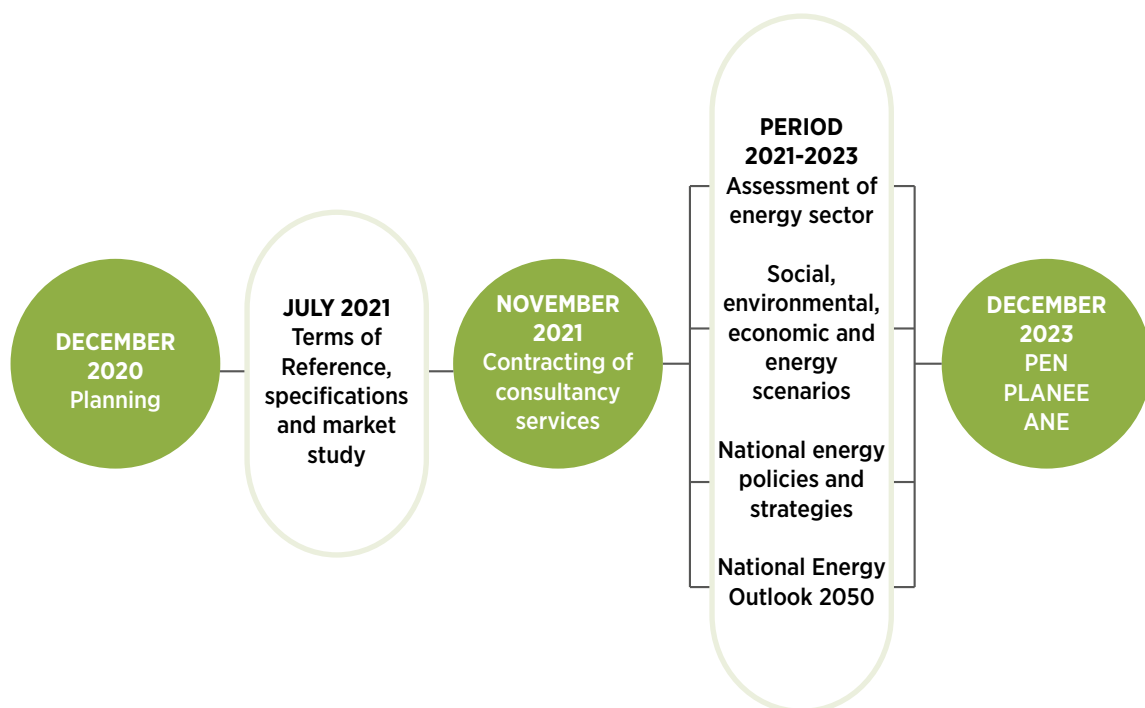 DECEMBER
2020
Planning
JULY 2021
Terms of
Reference,
specifications
and market
study
NOVEMBER
2021
Contracting of
consultancy
services
PERIOD
2021-2023
Assessment of
energy sector
Social,
environmental,
economic and
energy
scenarios
National energy
policies and
strategies
National Energy
Outlook 2050
DECEMBER
2023
PEN
PLANEE
ANE